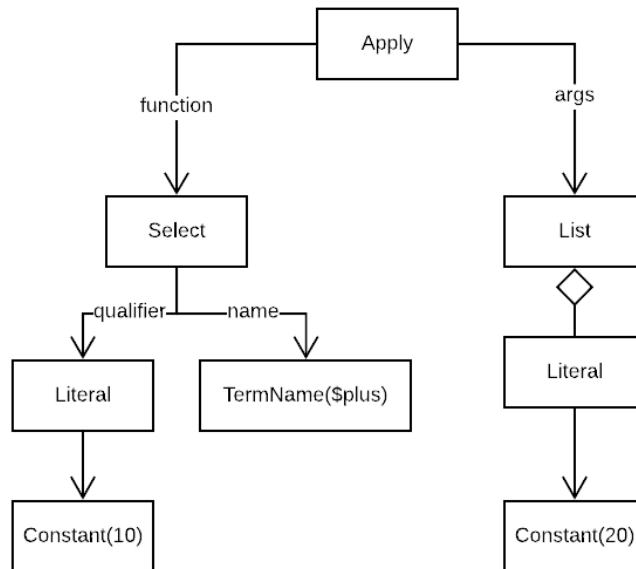 Apply
function
args
Select
List
qualifier
name
Literal
TermName($plus)
Literal
Constant(10)
Constant(20)